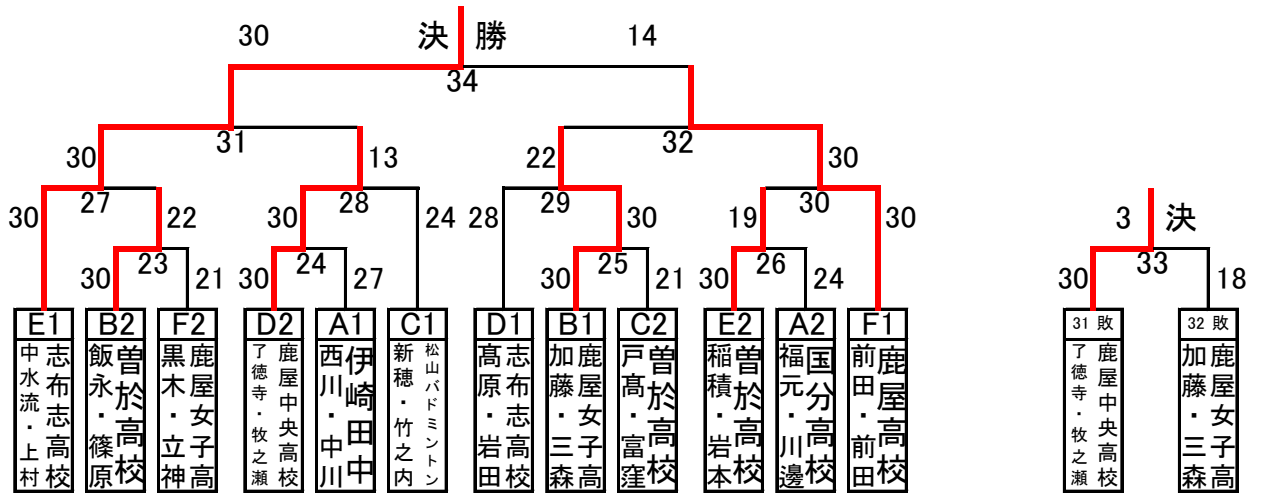 30 決 勝 14
34
31 32
30 13 22 30
27 28 29 30
30 22 30 24 28 30 19 30 3 決
23 24 25 26 33
30 21 30 27 30 21 30 24 30 18
E1 B2 F2 D2 A1 C1 D1 B1 C2 E2 A2 F1 31 敗 32 敗
志布志高校
中水流・上村
曽於高校
飯永・篠原
鹿屋女子高
黒木・立神
鹿屋中央高校
了徳寺・牧之瀬
伊崎田中
西川・中川
松山バドミントン
新穂・竹之内
志布志高校
髙原・岩田
鹿屋女子高
加藤・三森
曽於高校
戸髙・富窪
曽於高校
稲積・岩本
国分高校
福元・川邊
鹿屋高校
前田・前田
鹿屋中央高校
了徳寺・牧之瀬
鹿屋女子高
加藤・三森